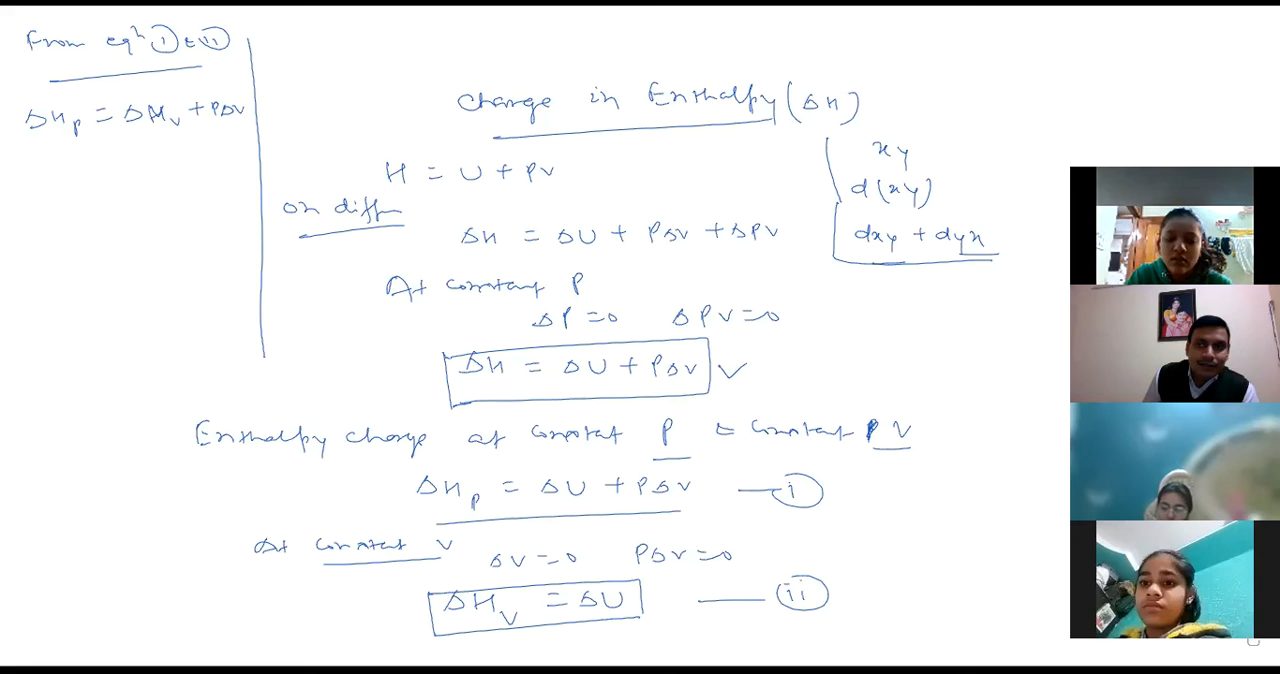 From eqⁿ (i) & (ii)
ΔHp = ΔHv + PΔV
Change in Enthalpy (ΔH)
H = U + PV
on diffn
ΔH = ΔU + PΔV + ΔPV
xy
d(xy)
dxy + dyx
At constant P
ΔP = 0 ΔPV = 0
ΔH = ΔU + PΔV
Enthalpy change at constat P & constant V
ΔHp = ΔU + PΔV — (i)
At constant V
ΔV = 0 PΔV = 0
ΔHv = ΔU — (ii)